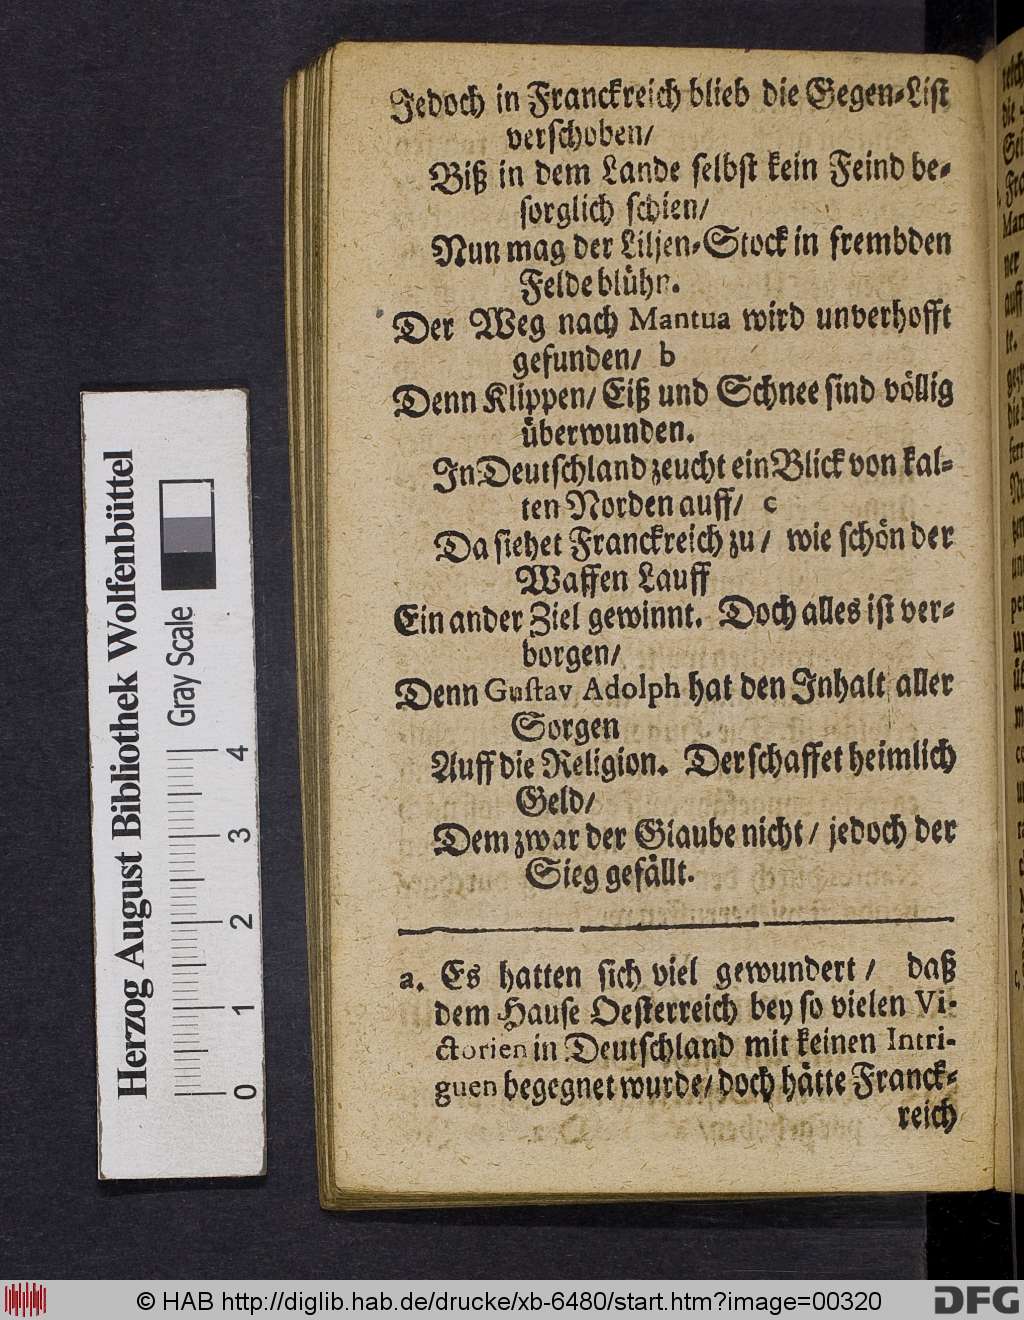 Jedoch in Franckreich blieb die Gegen-List
verschoben/
Biß in dem Lande selbst kein Feind be-
sorglich schien/
Nun mag der Liljen-Stock in frembden
Felde blühn.
Der Weg nach Mantua wird unverhofft
gefunden/ b
Denn Klippen/ Eiß und Schnee sind völlig
überwunden.
In Deutschland zeucht ein Blick von kal-
ten Norden auff/ c
Da siehet Franckreich zu/ wie schön der
Waffen Lauff
Ein ander Ziel gewinnt. Doch alles ist ver-
borgen/
Denn Gustav Adolph hat den Inhalt aller
Sorgen
Auff die Religion. Der schaffet heimlich
Geld/
Dem zwar der Glaube nicht/ jedoch der
Sieg gefällt.
a. Es hatten sich viel gewundert/ daß
dem Hause Oesterreich bey so vielen Vi-
ctorien in Deutschland mit keinen Intri-
guen begegnet wurde/ doch hätte Franck-
reich
Herzog August Bibliothek Wolfenbüttel
Gray Scale
0 1 2 3 4
© HAB http://diglib.hab.de/drucke/xb-6480/start.htm?image=00320
DFG